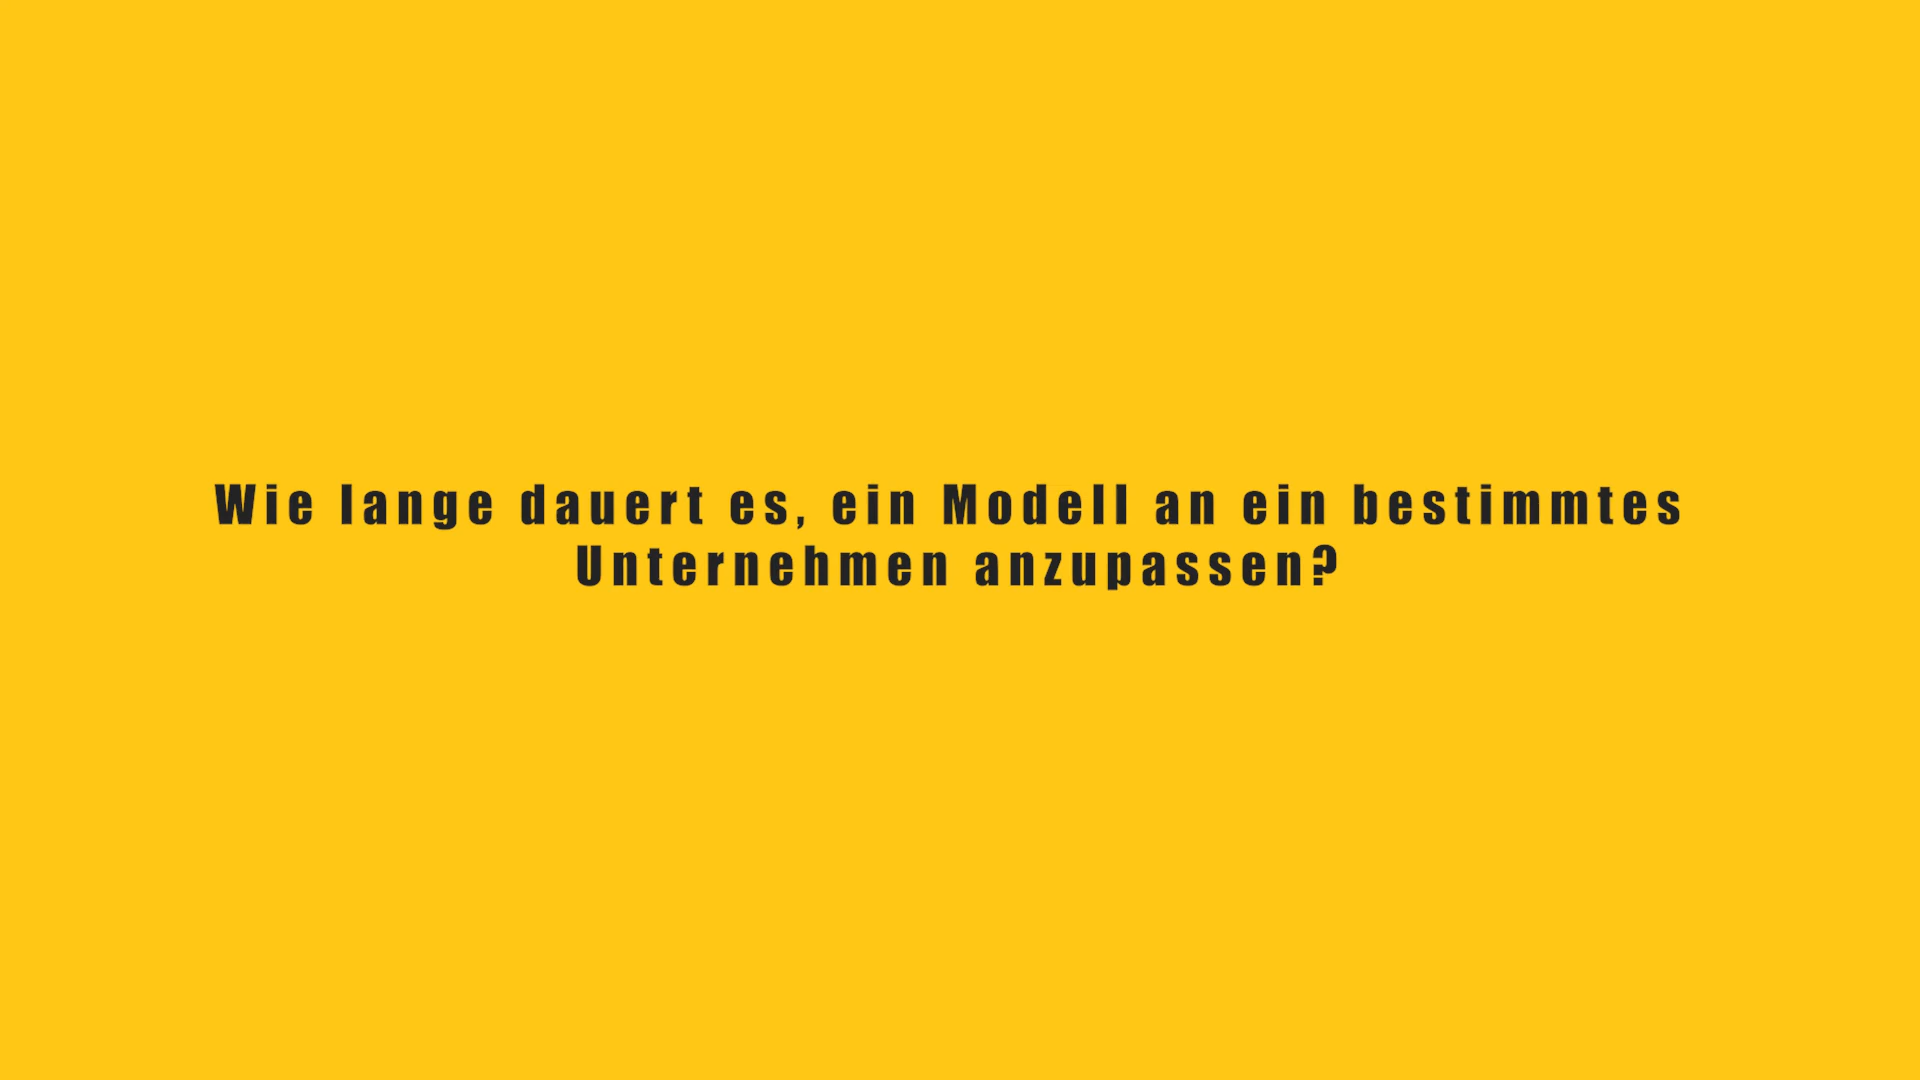 Wie lange dauert es, ein Modell an ein bestimmtes
Unternehmen anzupassen?